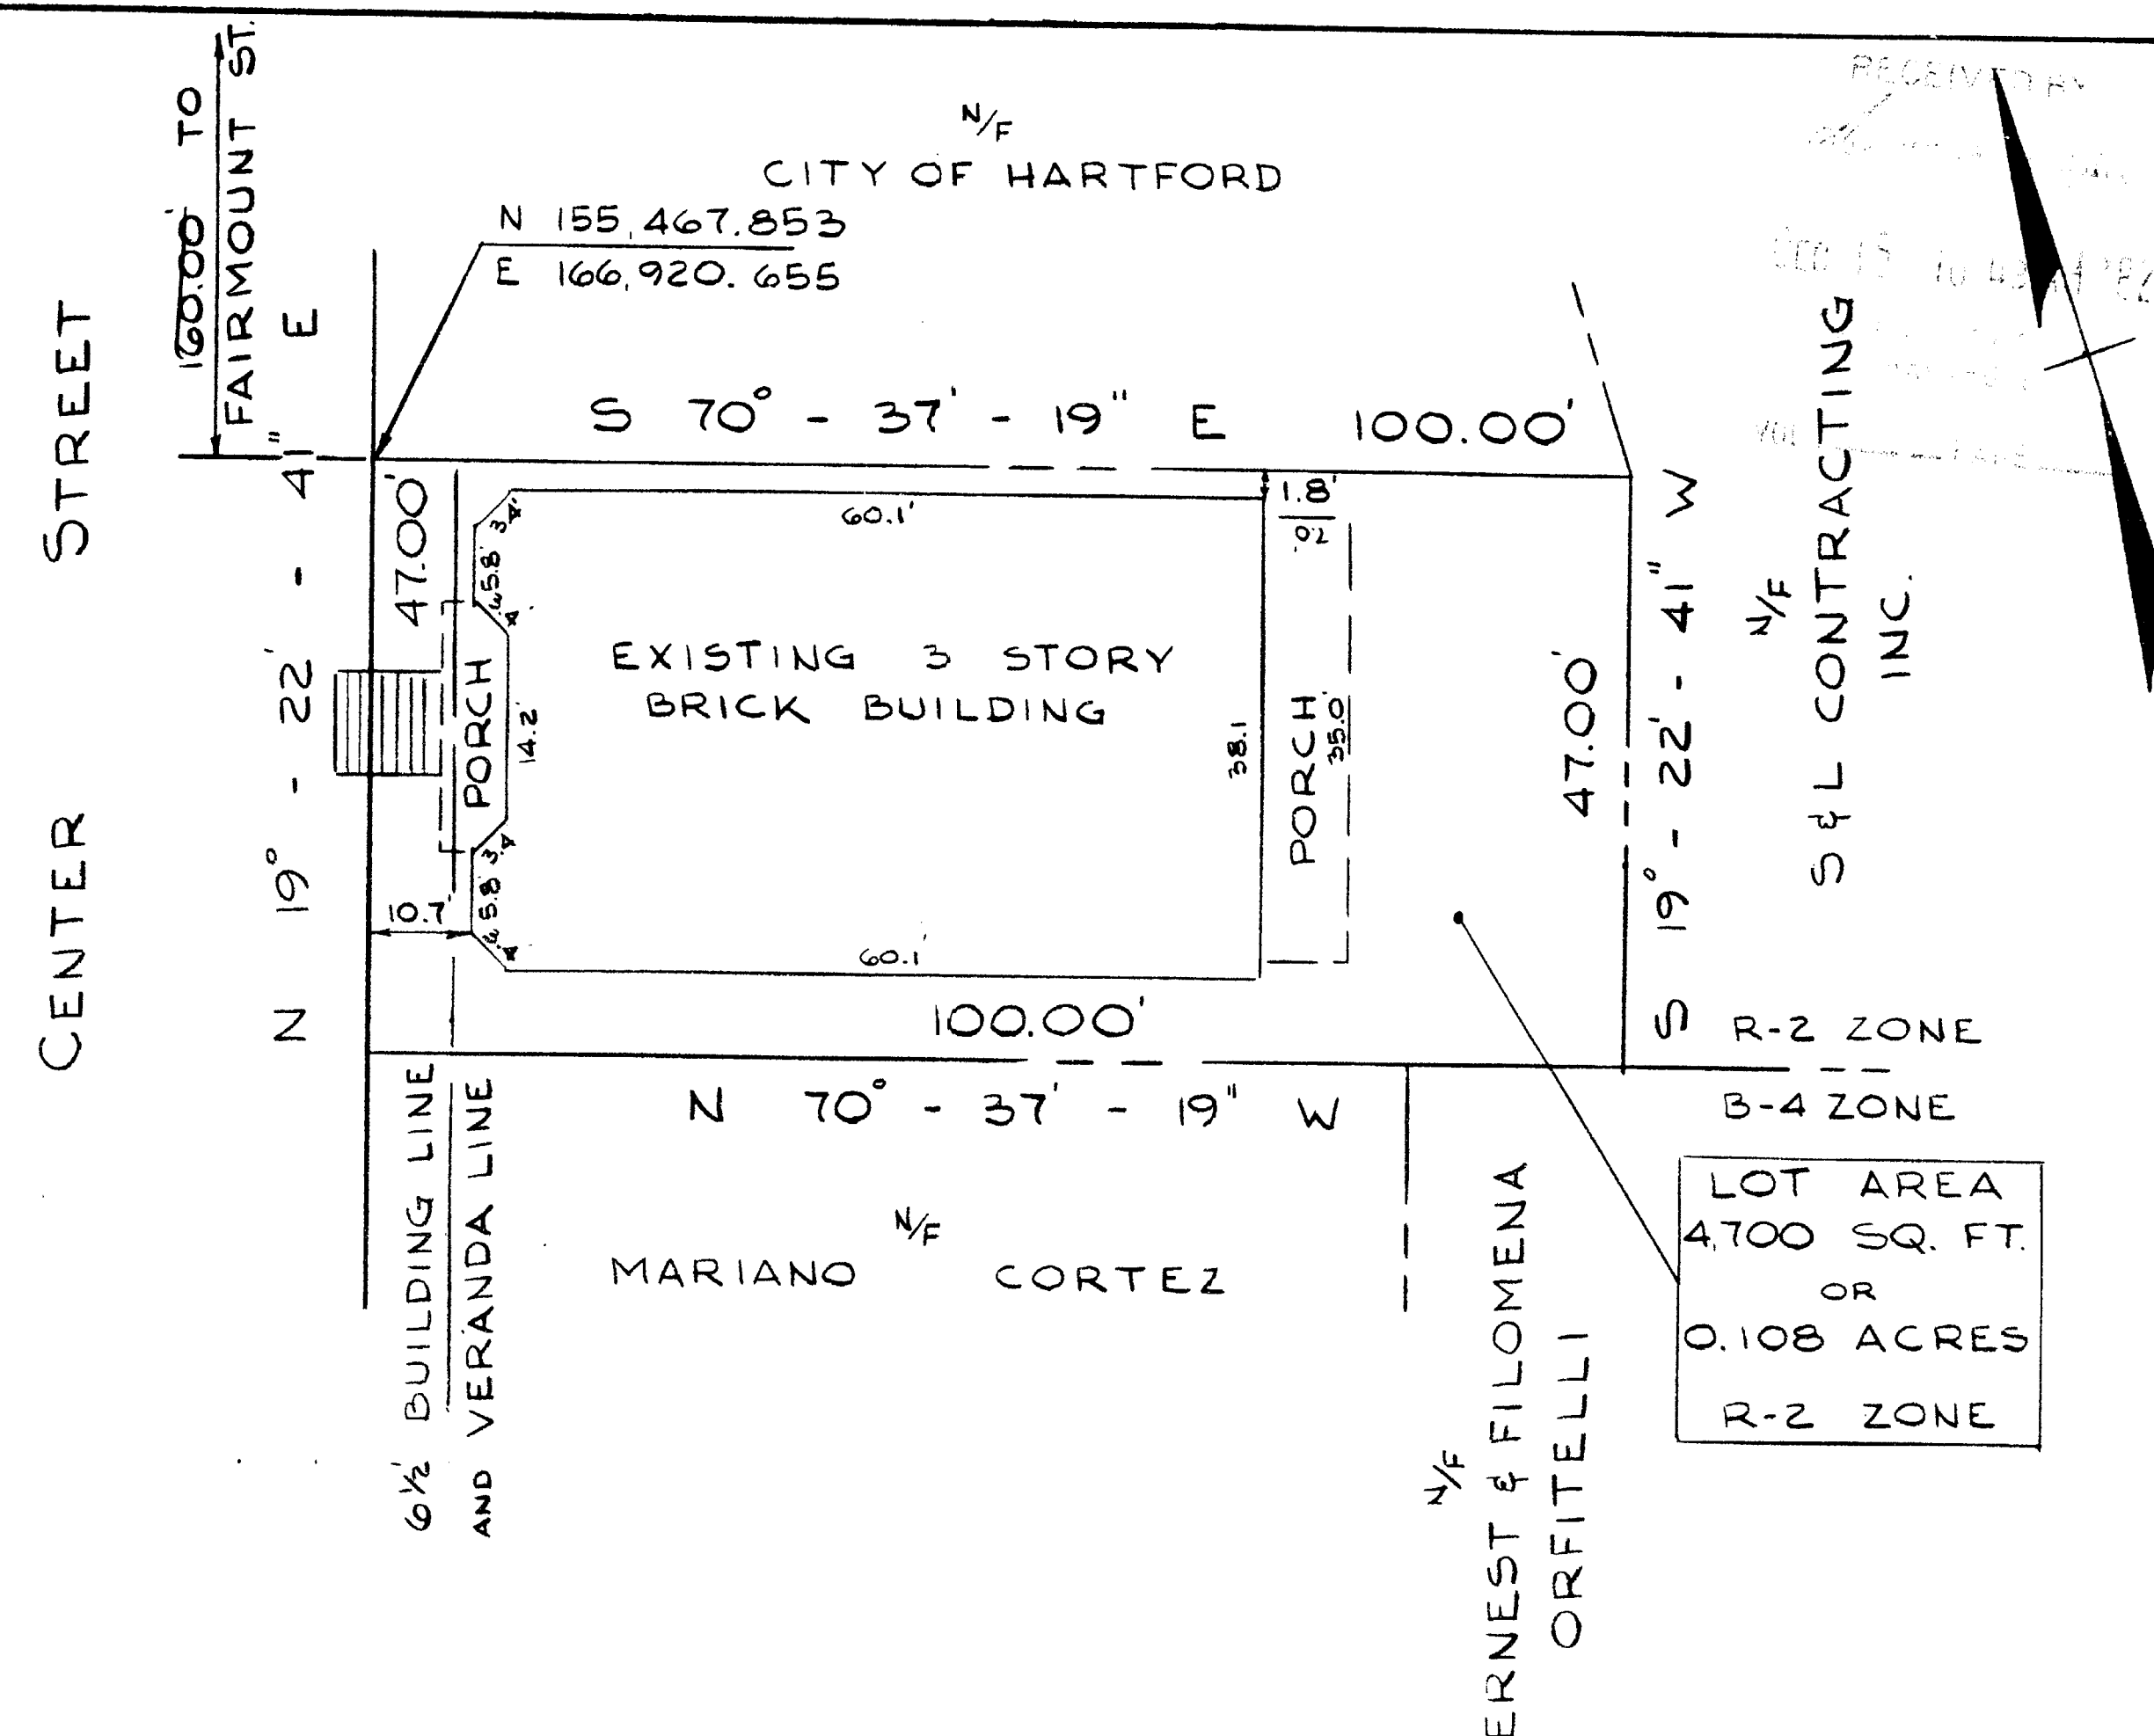 160.00' TO
FAIRMOUNT ST.
N/F
CITY OF HARTFORD
N 155,467.853
E 166,920.655
RECEIVED BY
CENTER STREET
N 19° - 22' - 41" E
S 70° - 37' - 19" E 100.00'
47.00'
1.8'
60.1'
3.4'
5.8'
3.4
PORCH
14.2'
3.4
5.8'
3.4
10.7'
EXISTING 3 STORY
BRICK BUILDING
38.1
PORCH
35.0'
60.1'
47.00'
S 19° - 22' - 41" W
N/F
S & L CONTRACTING
INC.
100.00'
N 70° - 37' - 19" W
R-2 ZONE
B-4 ZONE
6½' BUILDING LINE
AND VERANDA LINE
N/F
MARIANO CORTEZ
N/F
ERNEST & FILOMENA
ORFITELLI
LOT AREA
4,700 SQ. FT.
OR
0.108 ACRES
R-2 ZONE